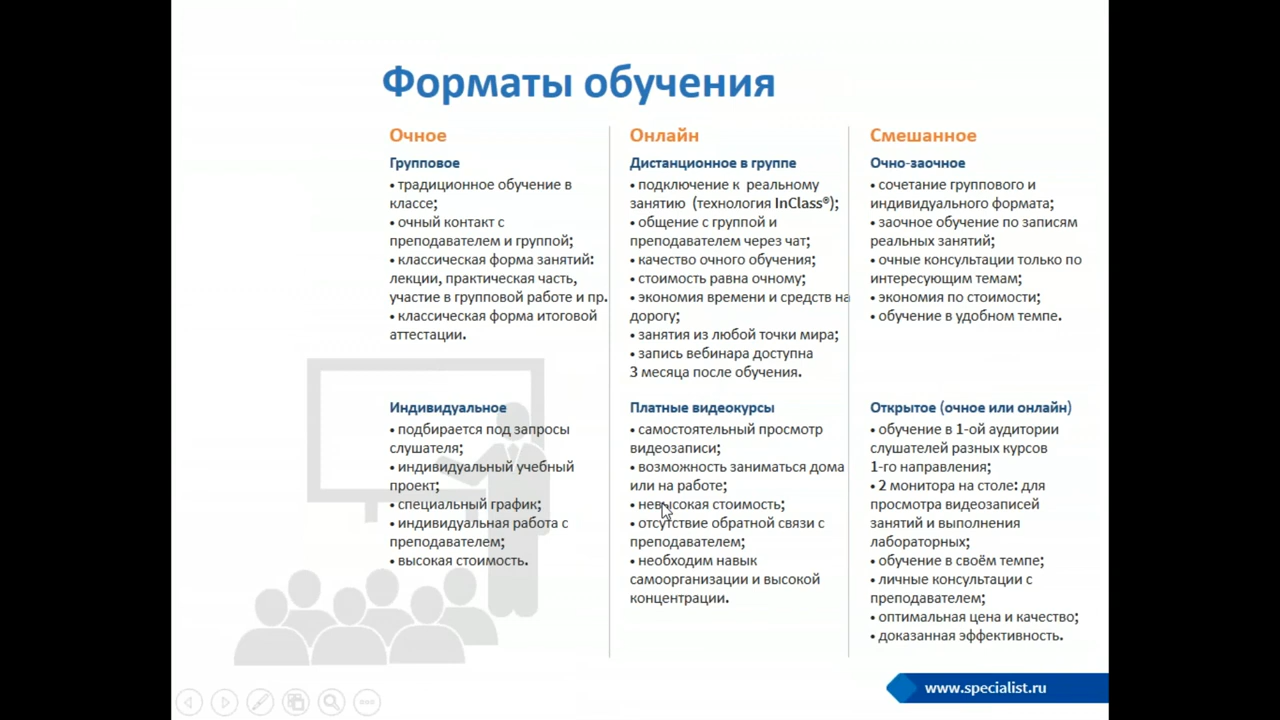 Форматы обучения
Очное
Групповое
• традиционное обучение в
классе;
• очный контакт с
преподавателем и группой;
• классическая форма занятий:
лекции, практическая часть,
участие в групповой работе и пр.
• классическая форма итоговой
аттестации.
Индивидуальное
• подбирается под запросы
слушателя;
• индивидуальный учебный
проект;
• специальный график;
• индивидуальная работа с
преподавателем;
• высокая стоимость.
Онлайн
Дистанционное в группе
• подключение к реальному
занятию (технология InClass®);
• общение с группой и
преподавателем через чат;
• качество очного обучения;
• стоимость равна очному;
• экономия времени и средств на
дорогу;
• занятия из любой точки мира;
• запись вебинара доступна
3 месяца после обучения.
Платные видеокурсы
• самостоятельный просмотр
видеозаписи;
• возможность заниматься дома
или на работе;
• невысокая стоимость;
• отсутствие обратной связи с
преподавателем;
• необходим навык
самоорганизации и высокой
концентрации.
Смешанное
Очно-заочное
• сочетание группового и
индивидуального формата;
• заочное обучение по записям
реальных занятий;
• очные консультации только по
интересующим темам;
• экономия по стоимости;
• обучение в удобном темпе.
Открытое (очное или онлайн)
• обучение в 1-ой аудитории
слушателей разных курсов
1-го направления;
• 2 монитора на столе: для
просмотра видеозаписей
занятий и выполнения
лабораторных;
• обучение в своём темпе;
• личные консультации с
преподавателем;
• оптимальная цена и качество;
• доказанная эффективность.
www.specialist.ru